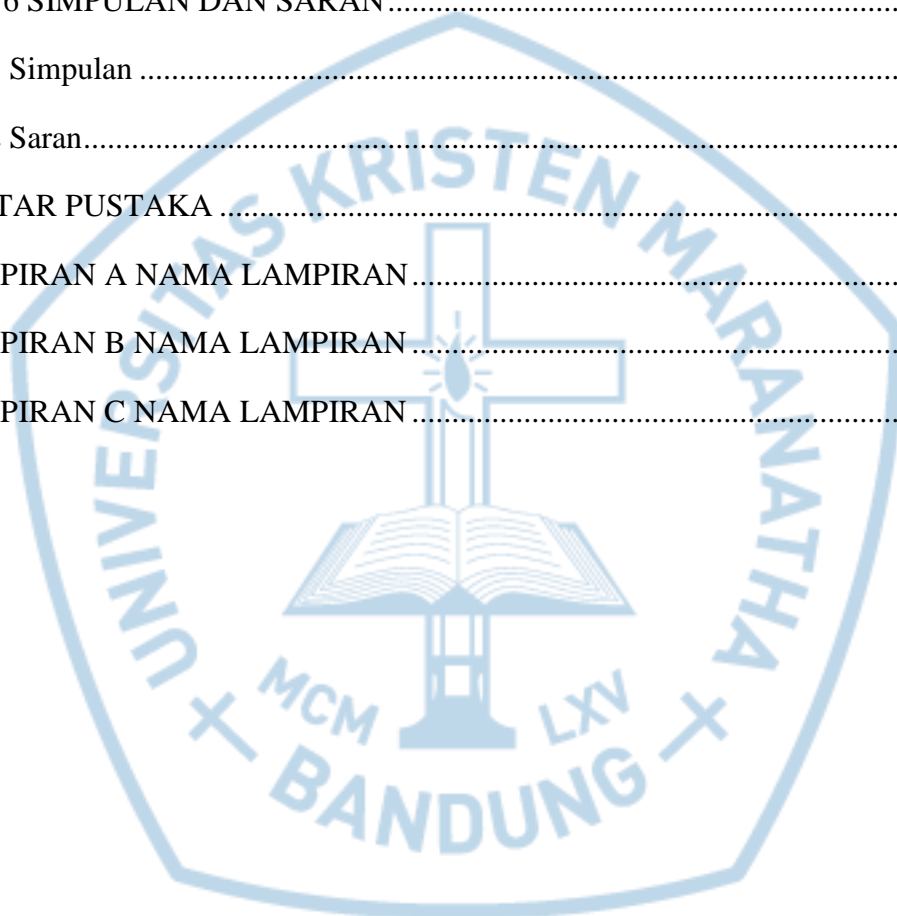 6 SIMPULAN DAN SARAN........................................................
Simpulan ........................................................................................
Saran...............................................................................................
TAR PUSTAKA ..............................................................................
PIRAN A NAMA LAMPIRAN.......................................................
PIRAN B NAMA LAMPIRAN.......................................................
PIRAN C NAMA LAMPIRAN.......................................................
UNIVERSITAS KRISTEN MARANATHA
MCM LXV
BANDUNG